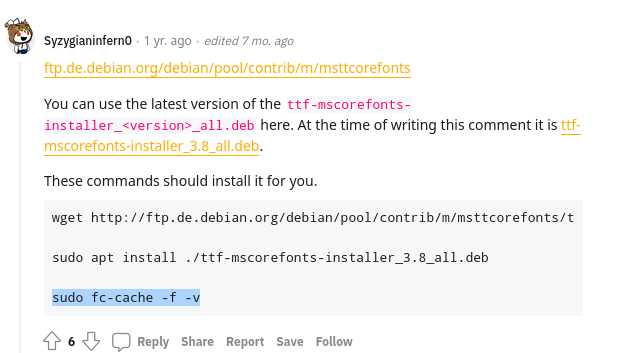 Syzygianinfern0 · 1 yr. ago · edited 7 mo. ago
ftp.de.debian.org/debian/pool/contrib/m/msttcorefonts
You can use the latest version of the ttf-mscorefonts-
installer_<version>_all.deb here. At the time of writing this comment it is ttf-
mscorefonts-installer_3.8_all.deb.
These commands should install it for you.
wget http://ftp.de.debian.org/debian/pool/contrib/m/msttcorefonts/t
sudo apt install ./ttf-mscorefonts-installer_3.8_all.deb
sudo fc-cache -f -v
6 Reply Share Report Save Follow